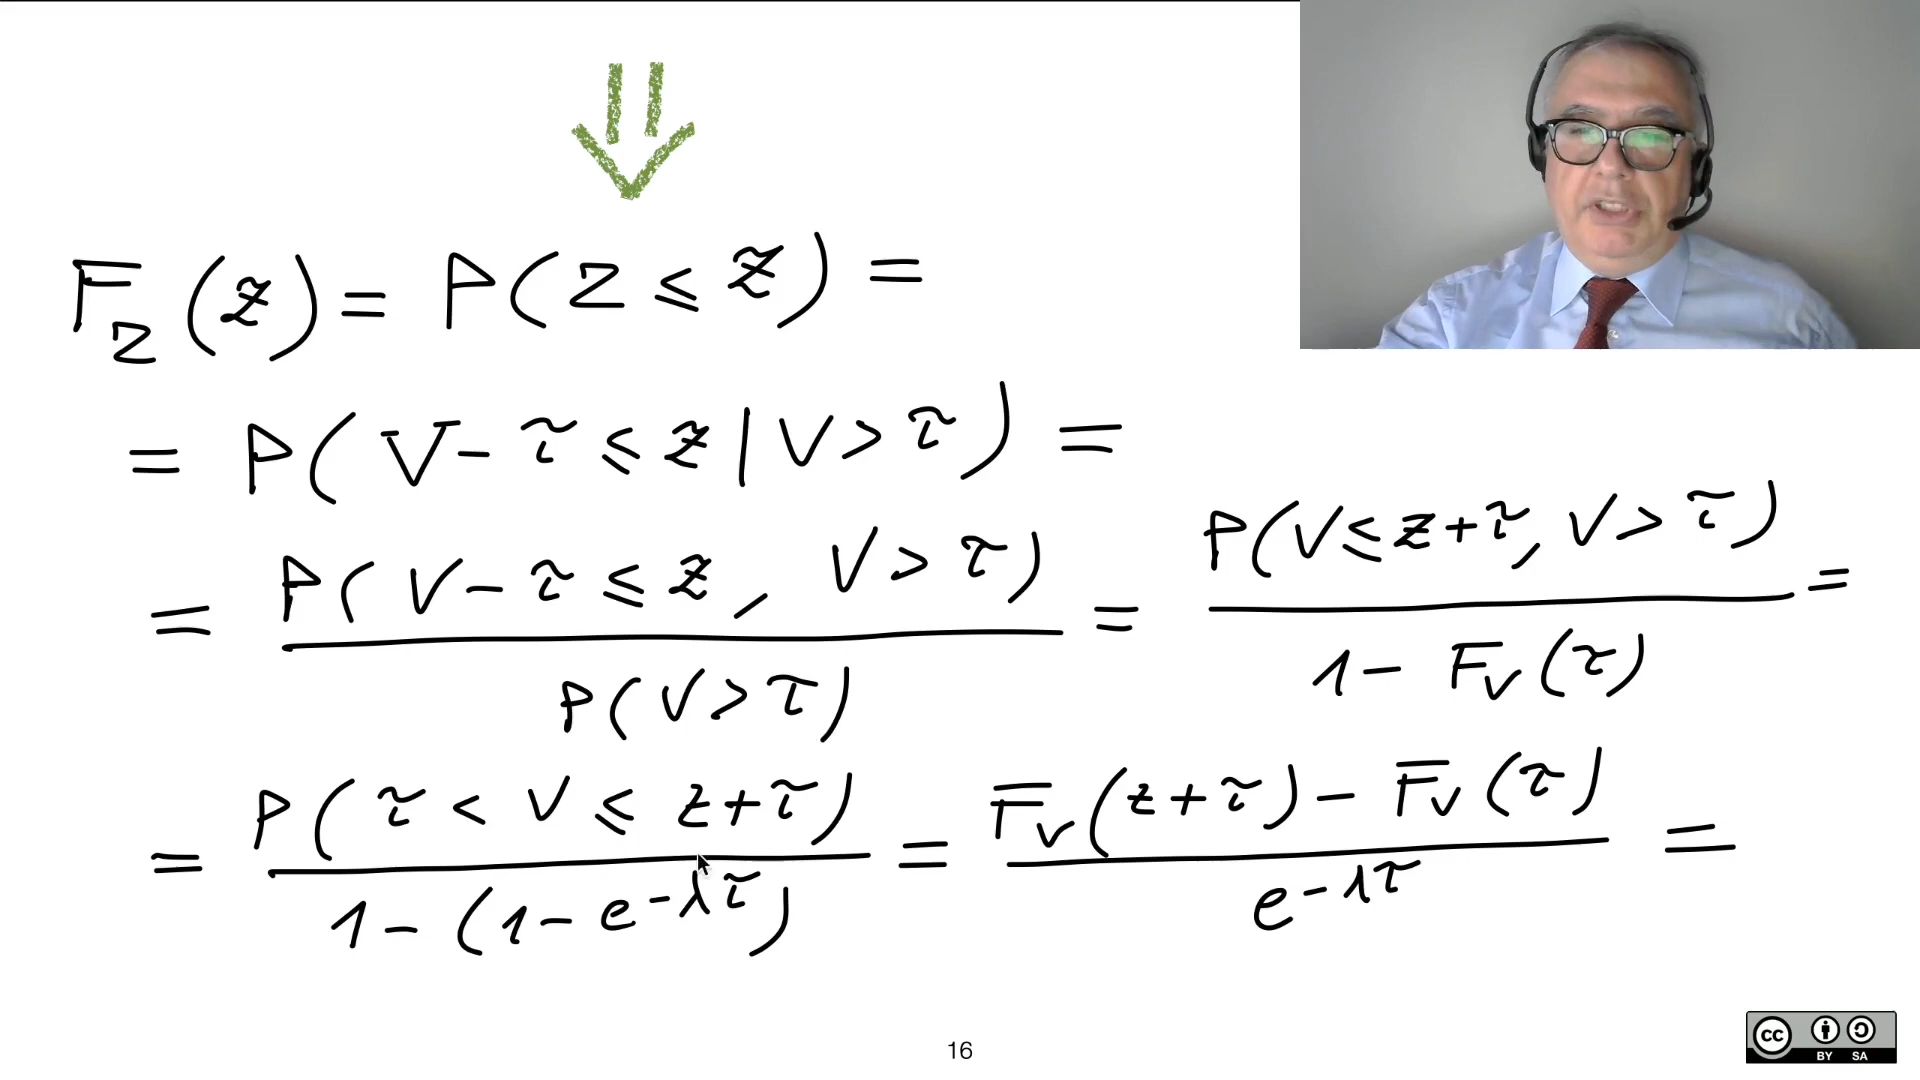 F_Z(z) = P(Z ≤ z) =
= P(V - τ ≤ z | V > τ) =
= P(V - τ ≤ z, V > τ) / P(V > τ) = P(V ≤ z + τ, V > τ) / 1 - F_V(τ) =
= P(τ < V ≤ z + τ) / 1 - (1 - e^-λτ) = F_V(z + τ) - F_V(τ) / e^-λτ =
16
cc BY SA